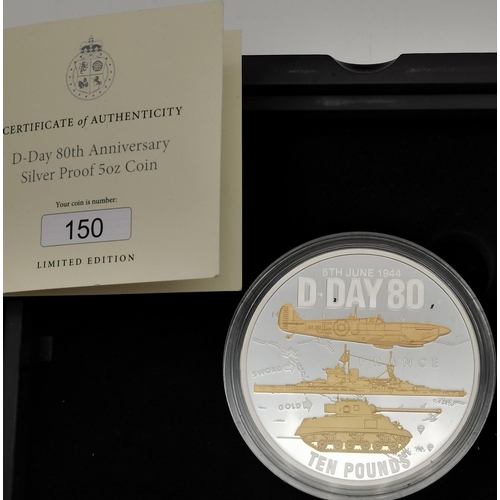 CERTIFICATE of AUTHENTICITY
D-Day 80th Anniversary
Silver Proof 5oz Coin
Your coin is number:
150
LIMITED EDITION
6TH JUNE 1944
D-DAY 80
FRANCE
SWORD
GOLD
TEN POUNDS